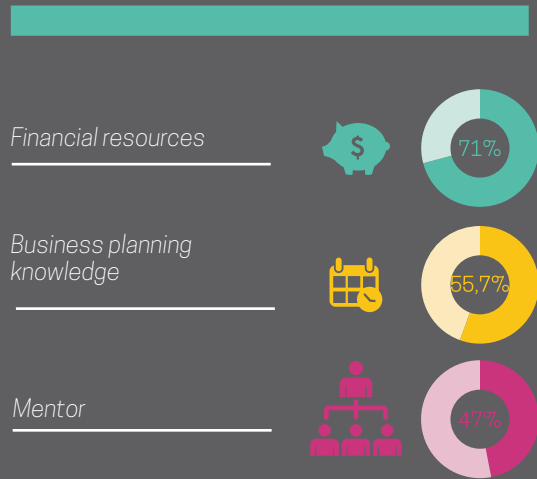 Financial resources
$
71%
Business planning
knowledge
55,7%
Mentor
47%